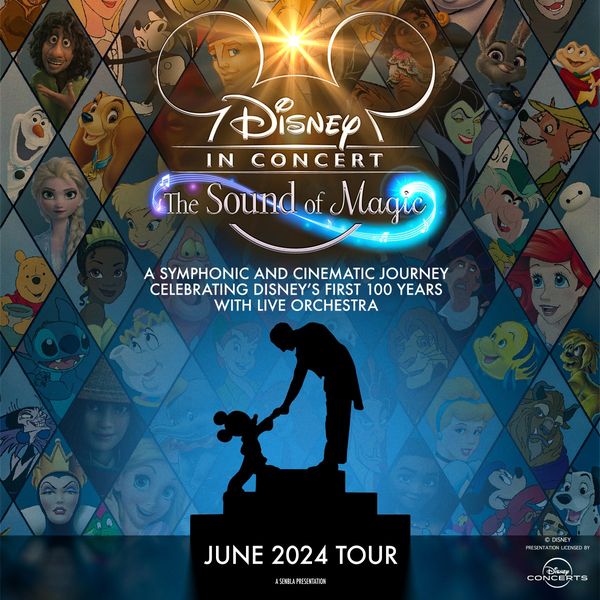 Disney
IN CONCERT
The Sound of Magic
A SYMPHONIC AND CINEMATIC JOURNEY
CELEBRATING DISNEY'S FIRST 100 YEARS
WITH LIVE ORCHESTRA
JUNE 2024 TOUR
A SENBLA PRESENTATION
© DISNEY
PRESENTATION LICENSED BY
Disney
CONCERTS